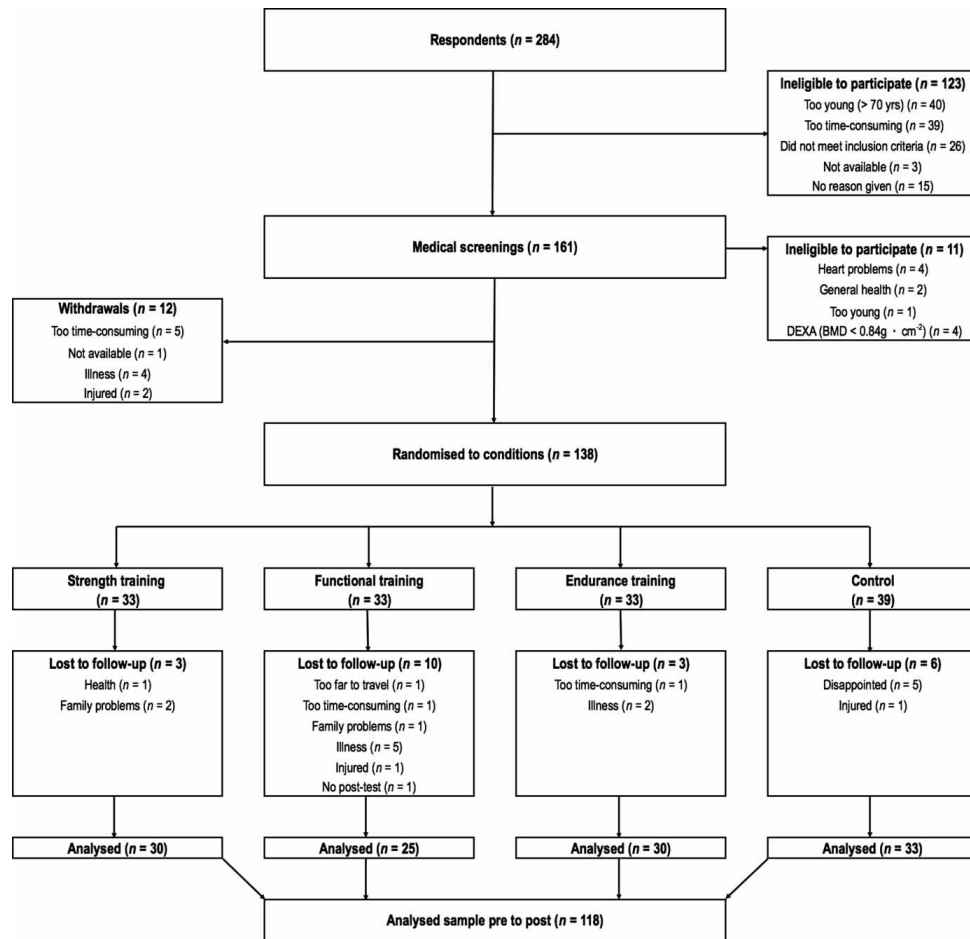 Respondents (n = 284)
Ineligible to participate (n = 123)
Too young (> 70 yrs) (n = 40)
Too time-consuming (n = 39)
Did not meet inclusion criteria (n = 26)
Not available (n = 3)
No reason given (n = 15)
Medical screenings (n = 161)
Ineligible to participate (n = 11)
Heart problems (n = 4)
General health (n = 2)
Too young (n = 1)
DEXA (BMD < 0.84g · cm⁻²) (n = 4)
Withdrawals (n = 12)
Too time-consuming (n = 5)
Not available (n = 1)
Illness (n = 4)
Injured (n = 2)
Randomised to conditions (n = 138)
Strength training
(n = 33)
Functional training
(n = 33)
Endurance training
(n = 33)
Control
(n = 39)
Lost to follow-up (n = 3)
Health (n = 1)
Family problems (n = 2)
Lost to follow-up (n = 10)
Too far to travel (n = 1)
Too time-consuming (n = 1)
Family problems (n = 1)
Illness (n = 5)
Injured (n = 1)
No post-test (n = 1)
Lost to follow-up (n = 3)
Too time-consuming (n = 1)
Illness (n = 2)
Lost to follow-up (n = 6)
Disappointed (n = 5)
Injured (n = 1)
Analysed (n = 30)
Analysed (n = 25)
Analysed (n = 30)
Analysed (n = 33)
Analysed sample pre to post (n = 118)